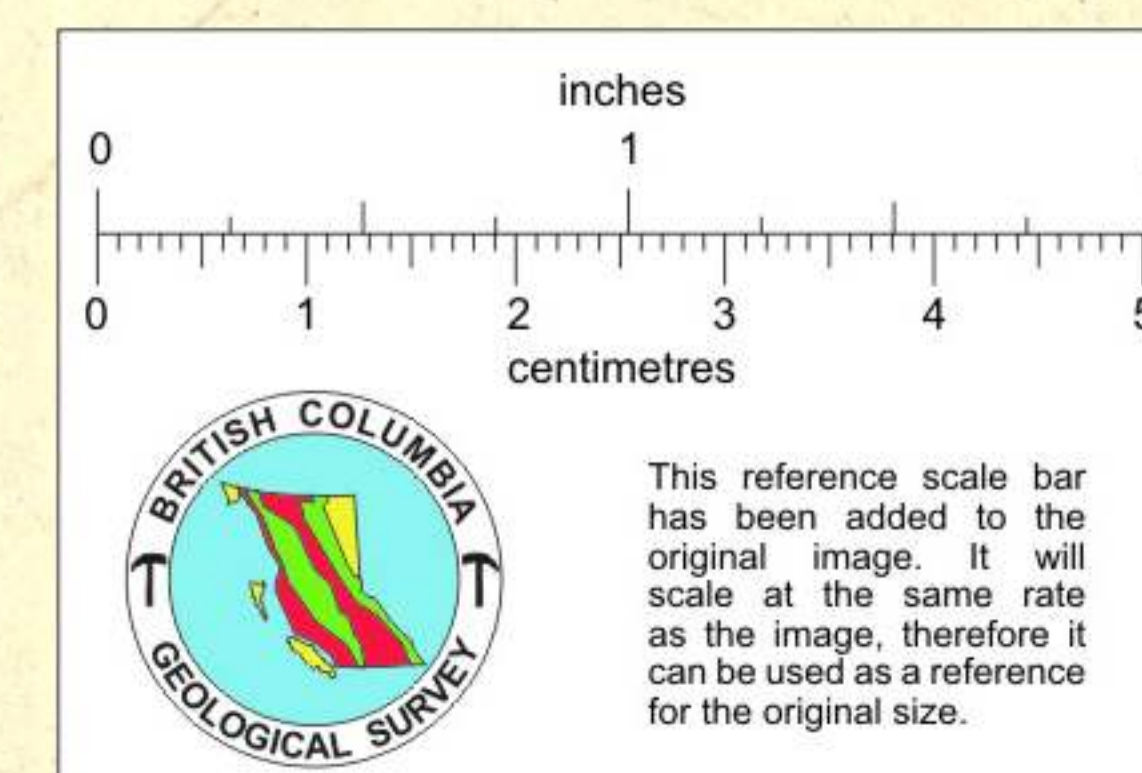 inches
0 1
0 1 2 3 4 5
centimetres
BRITISH COLUMBIA
GEOLOGICAL SURVEY
This reference scale bar
has been added to the
original image. It will
scale at the same rate
as the image, therefore it
can be used as a reference
for the original size.